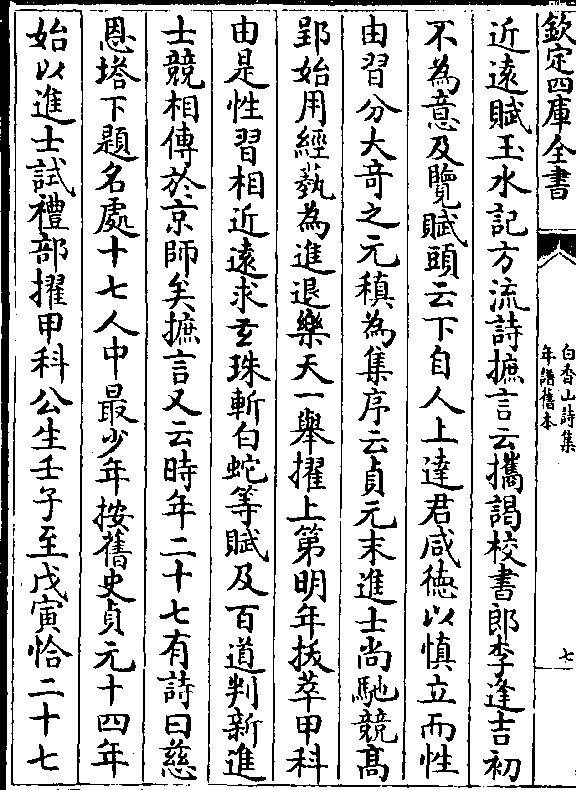 欽定四庫全書
白香山詩集
年譜舊本
七
近遠賦玉水記方流詩摭言云攜謁校書郎李逢吉初
不為意及覽賦頭云下自人上達君咸徳以慎立而性
由習分大竒之元稹為集序云貞元末進士尚馳競髙
郢始用經藝為進退樂天一舉擢上第明年㧞萃甲科
由是性習相近逺求𤣥珠斬白蛇等賦及百道判新進
士競相傳於京師矣摭言又云時年二十七有詩曰慈
恩塔下題名處十七人中最少年按舊史貞元十四年
始以進士試禮部擢甲科公生壬子至戊寅恰二十七